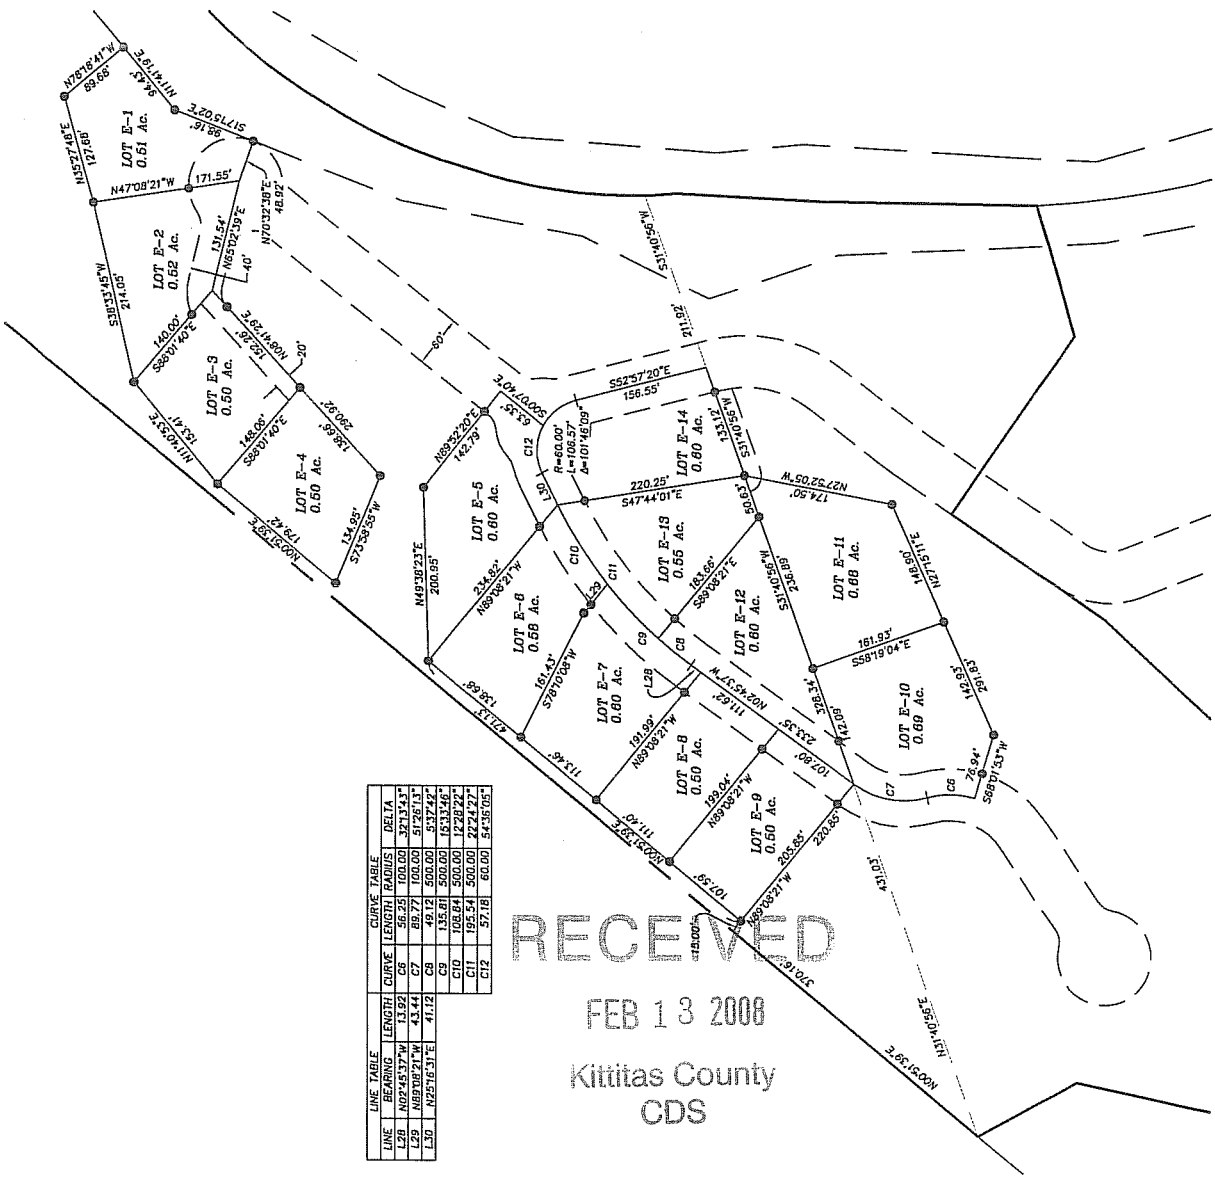 N78°18'41"W
89.68'
N11°41'19"E
94.43'
S17°15'02"E
98.16'
N35°27'48"E
127.68'
LOT E-1
0.51 Ac.
N47°08'21"W
171.55'
N70°32'38"E
48.92'
131.54'
N65°02'39"E
LOT E-2
0.52 Ac.
40'
S38°33'45"W
214.05'
140.00'
S88°01'40"E
N08°41'29"E
152.26'
20'
LOT E-3
0.50 Ac.
N11°40'53"E
153.41'
148.06'
S88°01'40"E
290.92'
138.66'
LOT E-4
0.50 Ac.
N00°51'39"E
179.42'
134.95'
S73°58'55"W
60'
S31°40'56"W
211.92'
S00°07'40"E
63.35'
S52°57'20"E
156.55'
N89°52'20"E
142.79'
C12
R=60.00'
L=106.57'
Δ=101°46'09"
L30
LOT E-14
0.60 Ac.
133.12'
S31°40'56"W
N49°38'23"E
200.95'
LOT E-5
0.60 Ac.
220.25'
S47°44'01"E
50.63'
N27°52'05"W
174.50'
234.82'
N89°08'21"W
C10
C11
LOT E-13
0.55 Ac.
183.66'
S89°08'21"E
LOT E-6
0.58 Ac.
L29
S31°40'56"W
236.89'
LOT E-11
0.68 Ac.
148.90'
N27°15'11"E
LOT E-12
0.60 Ac.
C9
C8
161.43'
S78°10'08"W
161.93'
S58°19'04"E
138.68'
471.13'
LOT E-7
0.60 Ac.
L28
N02°45'37"W
111.62'
328.34'
142.93'
291.83'
LOT E-10
0.69 Ac.
191.99'
N89°08'21"W
233.35'
42.09'
113.46'
LOT E-8
0.50 Ac.
107.80'
76.94'
S68°01'53"W
C7
C6
199.04'
N89°08'21"W
111.40'
N00°51'39"E
LOT E-9
0.50 Ac.
205.85'
220.85'
N89°08'21"W
107.59'
15.00'
431.03'
370.16'
N00°51'39"E
N31°40'56"E
LINE TABLE
LINE BEARING LENGTH
L28 N02°45'37"W 13.92
L29 N89°08'21"W 43.44
L30 N25°16'31"E 41.12
CURVE TABLE
CURVE LENGTH RADIUS DELTA
C6 56.25 100.00 32°13'43"
C7 89.77 100.00 51°26'13"
C8 49.12 500.00 5°37'42"
C9 135.81 500.00 15°33'46"
C10 108.84 500.00 12°28'22"
C11 195.54 500.00 22°24'27"
C12 57.18 60.00 54°36'05"
RECEIVED
FEB 13 2008
Kittitas County
CDS